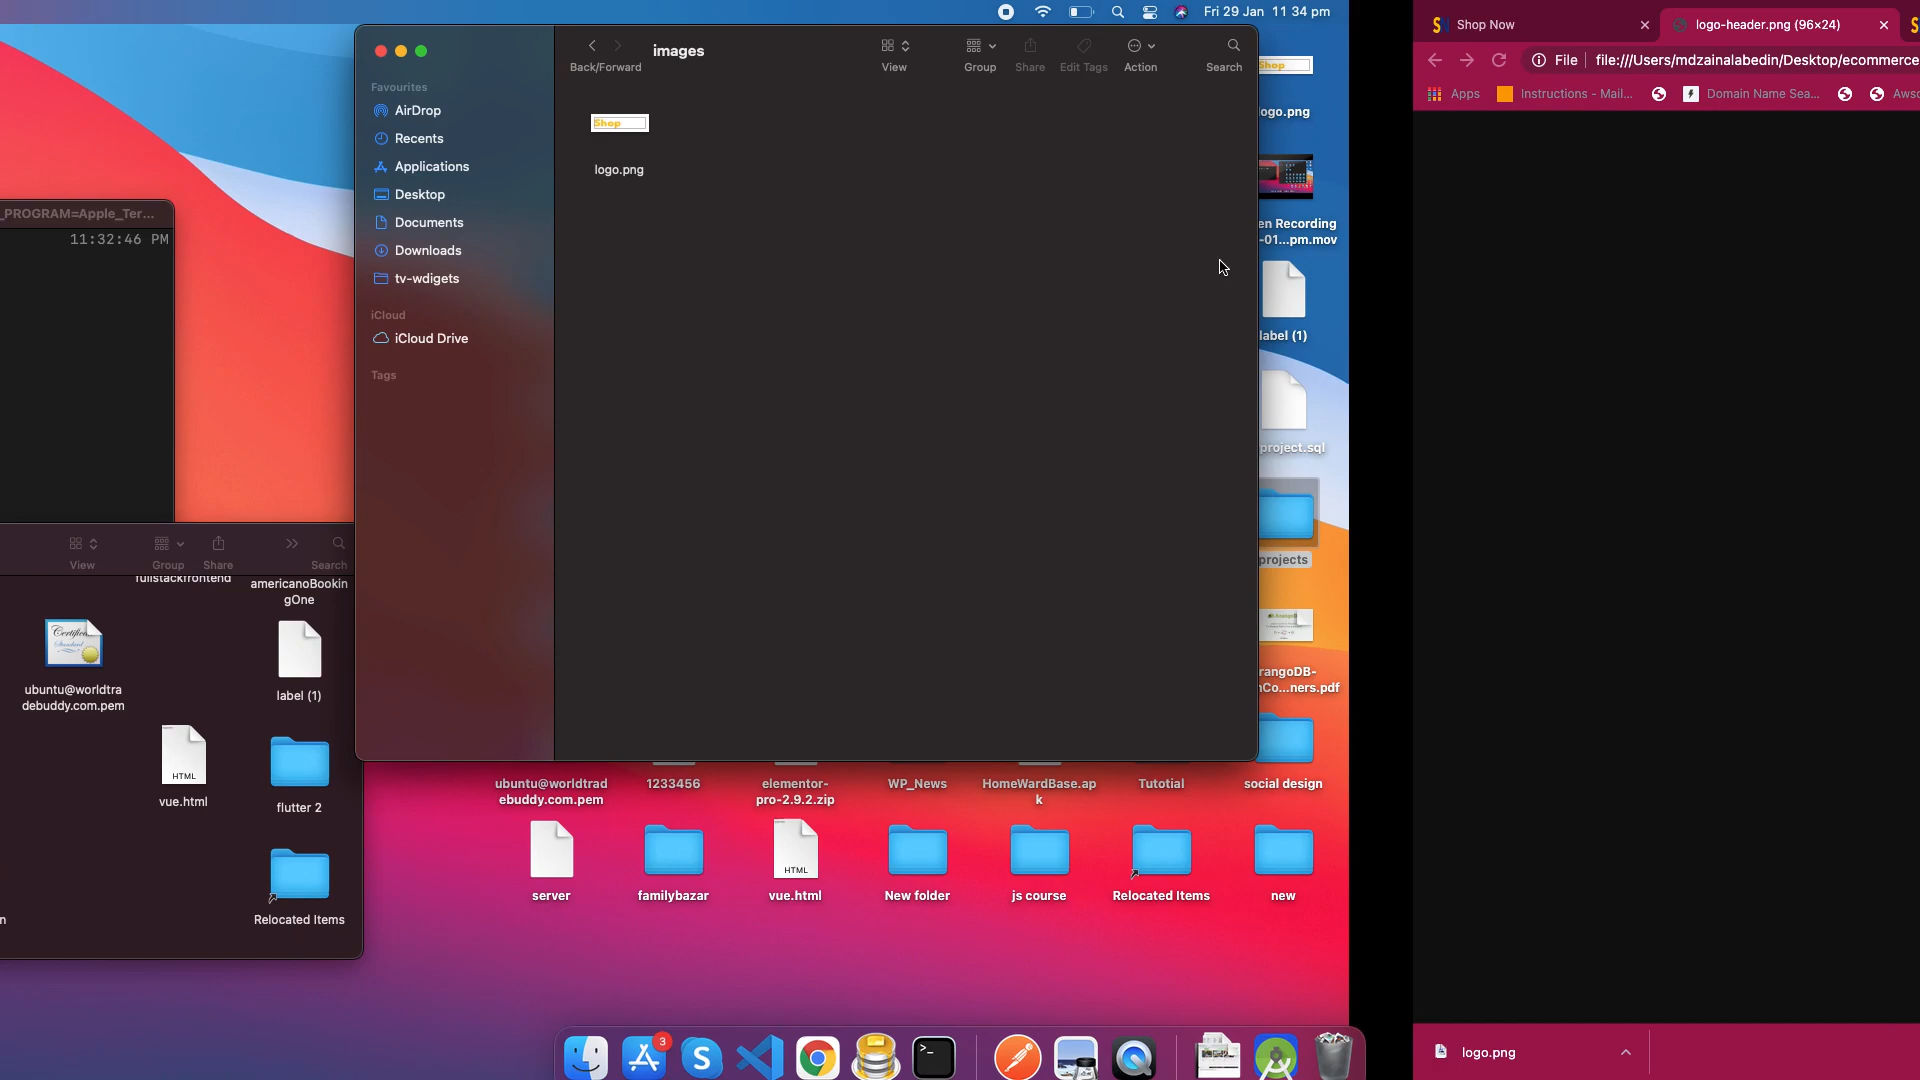 Fri 29 Jan 11 34 pm
images
Back/Forward
View
Group
Share
Edit Tags
Action
Search
Favourites
AirDrop
Recents
Applications
Desktop
Documents
Downloads
tv-wdigets
iCloud
iCloud Drive
Tags
Shop
logo.png
_PROGRAM=Apple_Ter...
11:32:46 PM
View
Group
Share
Search
fullstackfrontend
americanoBookin
gOne
Certific
Standard
ubuntu@worldtra
debuddy.com.pem
label (1)
HTML
vue.html
flutter 2
Relocated Items
n
Shop
ogo.png
en Recording
-01...pm.mov
label (1)
project.sql
projects
rangoDB-
nCo...ners.pdf
ubuntu@worldtrad
ebuddy.com.pem
1233456
elementor-
pro-2.9.2.zip
WP_News
HomeWardBase.ap
k
Tutotial
social design
server
familybazar
HTML
vue.html
New folder
js course
Relocated Items
new
3
Shop Now
logo-header.png (96×24)
File
file:///Users/mdzainalabedin/Desktop/ecommerce
Apps
Instructions - Mail...
Domain Name Sea...
Awso
logo.png